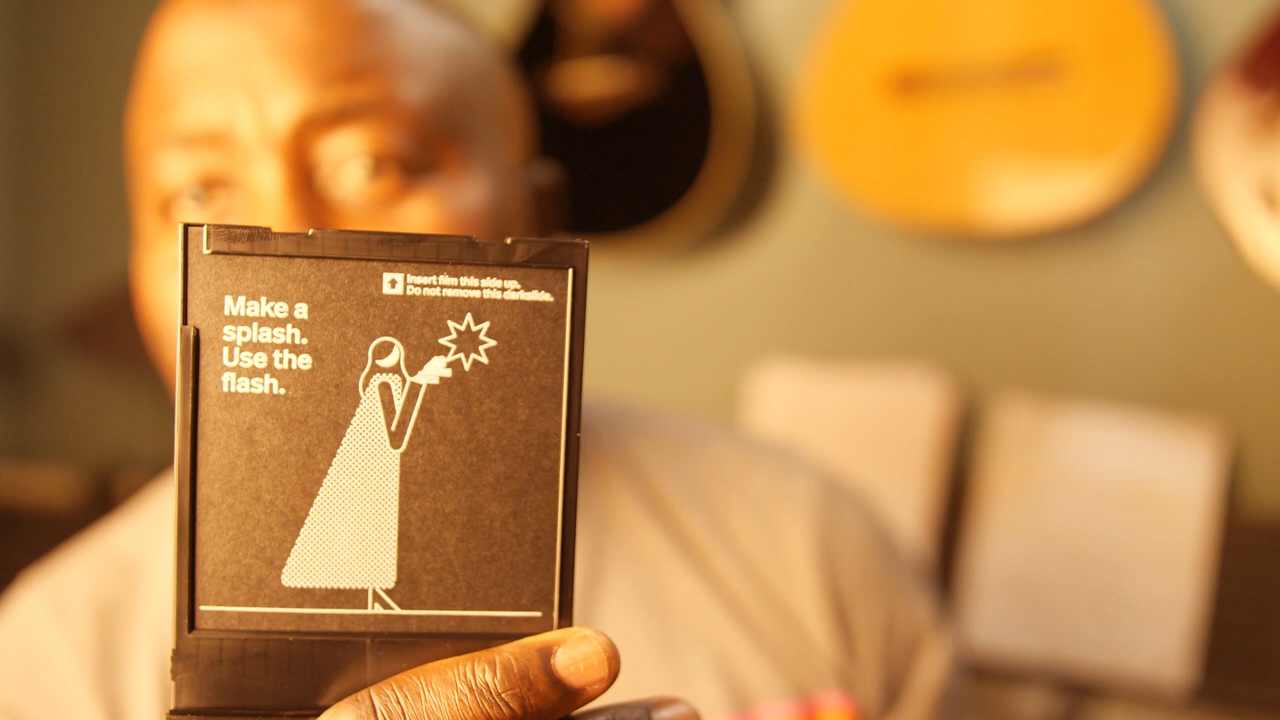 Insert film this side up.
Do not remove this darkslide.
Make a
splash.
Use the
flash.